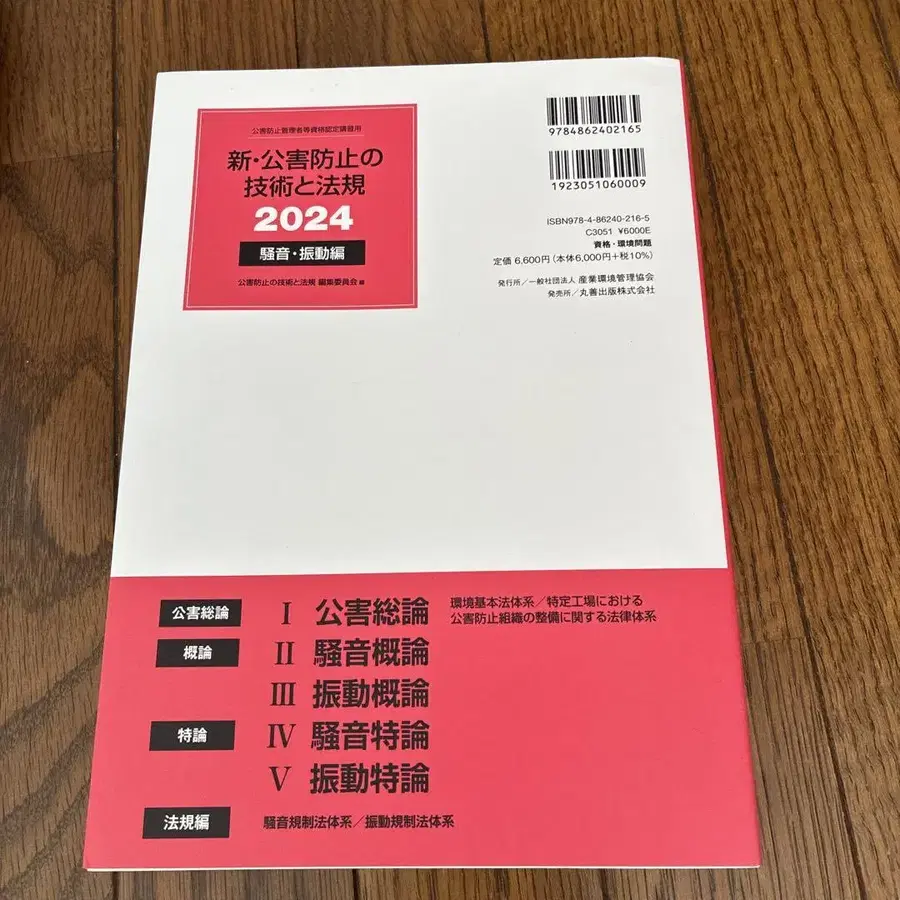 公害防止管理者等資格認定講習用
新・公害防止の
技術と法規
2024
騒音・振動編
公害防止の技術と法規 編集委員会 編
9784862402165
1923051060009
ISBN978-4-86240-216-5
C3051 ¥6000E
資格・環境問題
定価 6,600円(本体6,000円+税10%)
発行所／一般社団法人 産業環境管理協会
発売所／丸善出版株式会社
公害総論 Ⅰ 公害総論 環境基本法体系／特定工場における
公害防止組織の整備に関する法律体系
概論 Ⅱ 騒音概論
Ⅲ 振動概論
特論 Ⅳ 騒音特論
Ⅴ 振動特論
法規編 騒音規制法体系／振動規制法体系